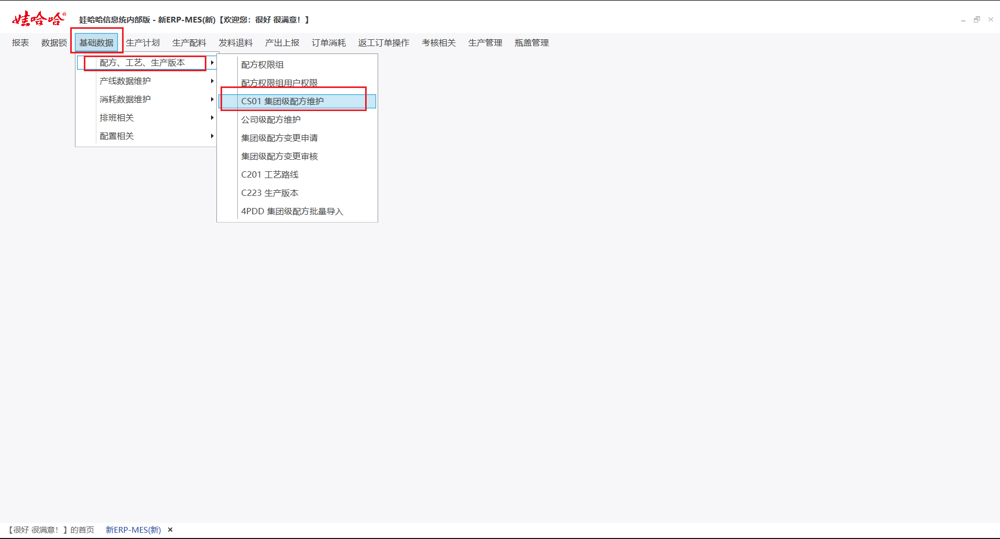 娃哈哈®
娃哈哈信息统内部版 - 新ERP-MES(新)【欢迎您：很好 很满意！】
报表 数据锁 基础数据 生产计划 生产配料 发料退料 产出上报 订单消耗 返工订单操作 考核相关 生产管理 瓶盖管理
配方、工艺、生产版本
产线数据维护
消耗数据维护
排班相关
配置相关
配方权限组
配方权限组用户权限
CS01 集团级配方维护
公司级配方维护
集团级配方变更申请
集团级配方变更审核
C201 工艺路线
C223 生产版本
4PDD 集团级配方批量导入
【很好 很满意！】的首页 新ERP-MES(新) ×